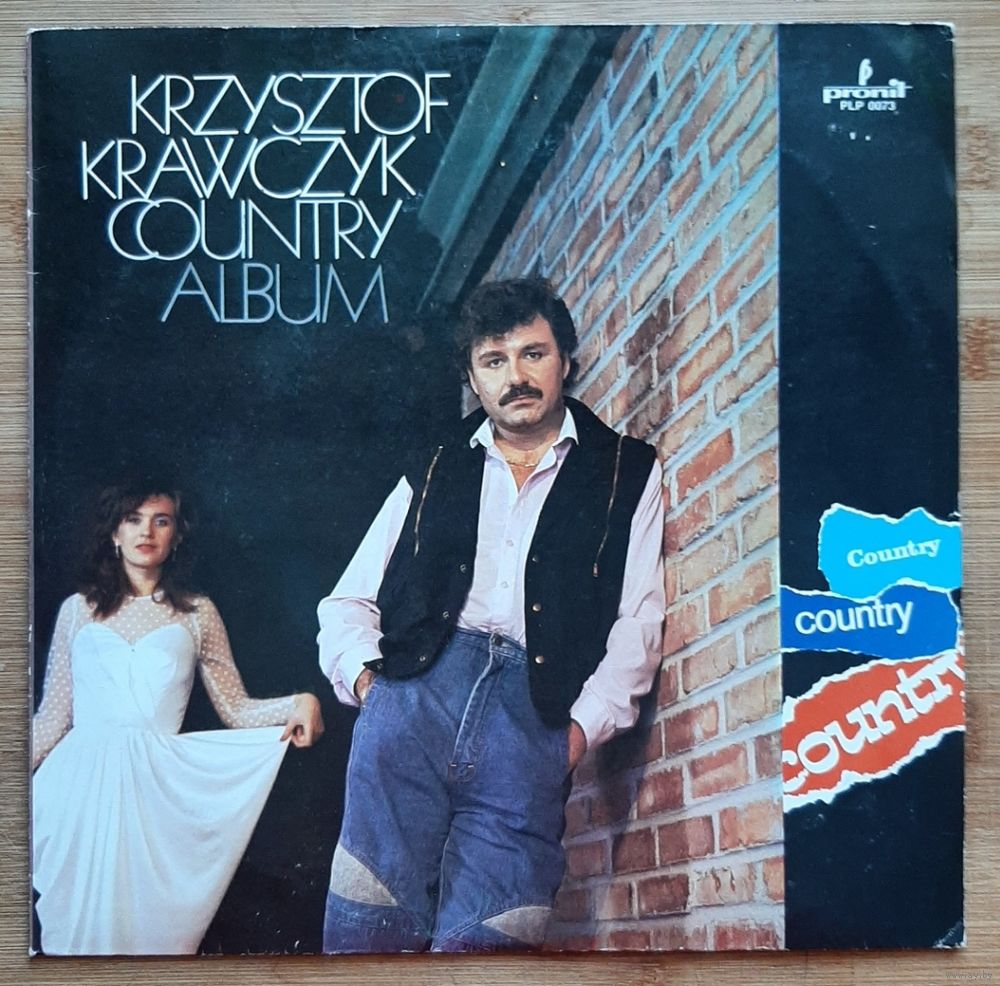 KRZYSZTOF
KRAWCZYK
COUNTRY
ALBUM
pronit
PLP 0073
Country
country
country